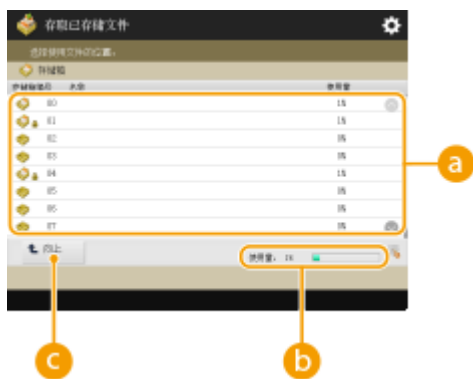 存取已存储文件
选择使用文件的位置。
存储箱
存储箱编号 名称 使用量
00 1%
01 1%
02 0%
03 0%
04 1%
05 0%
06 0%
07 0%
a
向上 使用量: 1%
c b